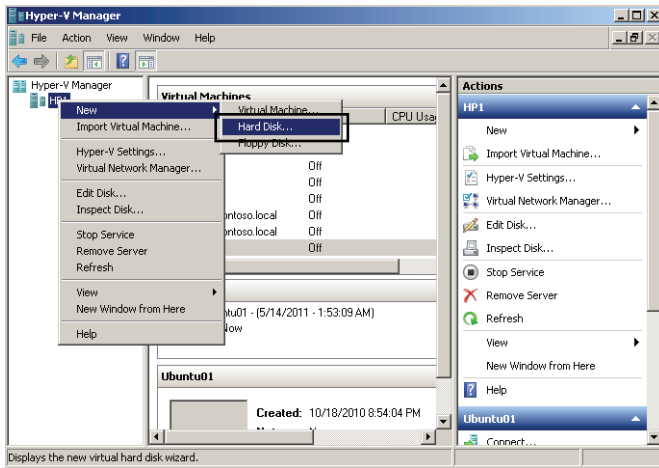 Hyper-V Manager
File Action View Window Help
Hyper-V Manager
HP1
New
Import Virtual Machine...
Hyper-V Settings...
Virtual Network Manager...
Edit Disk...
Inspect Disk...
Stop Service
Remove Server
Refresh
View
New Window from Here
Help
Virtual Machine...
Hard Disk...
Floppy Disk...
Virtual Machines
CPU Usag
Off
Off
ontoso.local Off
ontoso.local Off
Off
ntu01 - (5/14/2011 - 1:53:09 AM)
Now
Ubuntu01
Created: 10/18/2010 8:54:04 PM
Actions
HP1
New
Import Virtual Machine...
Hyper-V Settings...
Virtual Network Manager...
Edit Disk...
Inspect Disk...
Stop Service
Remove Server
Refresh
View
New Window from Here
Help
Ubuntu01
Connect...
Displays the new virtual hard disk wizard.